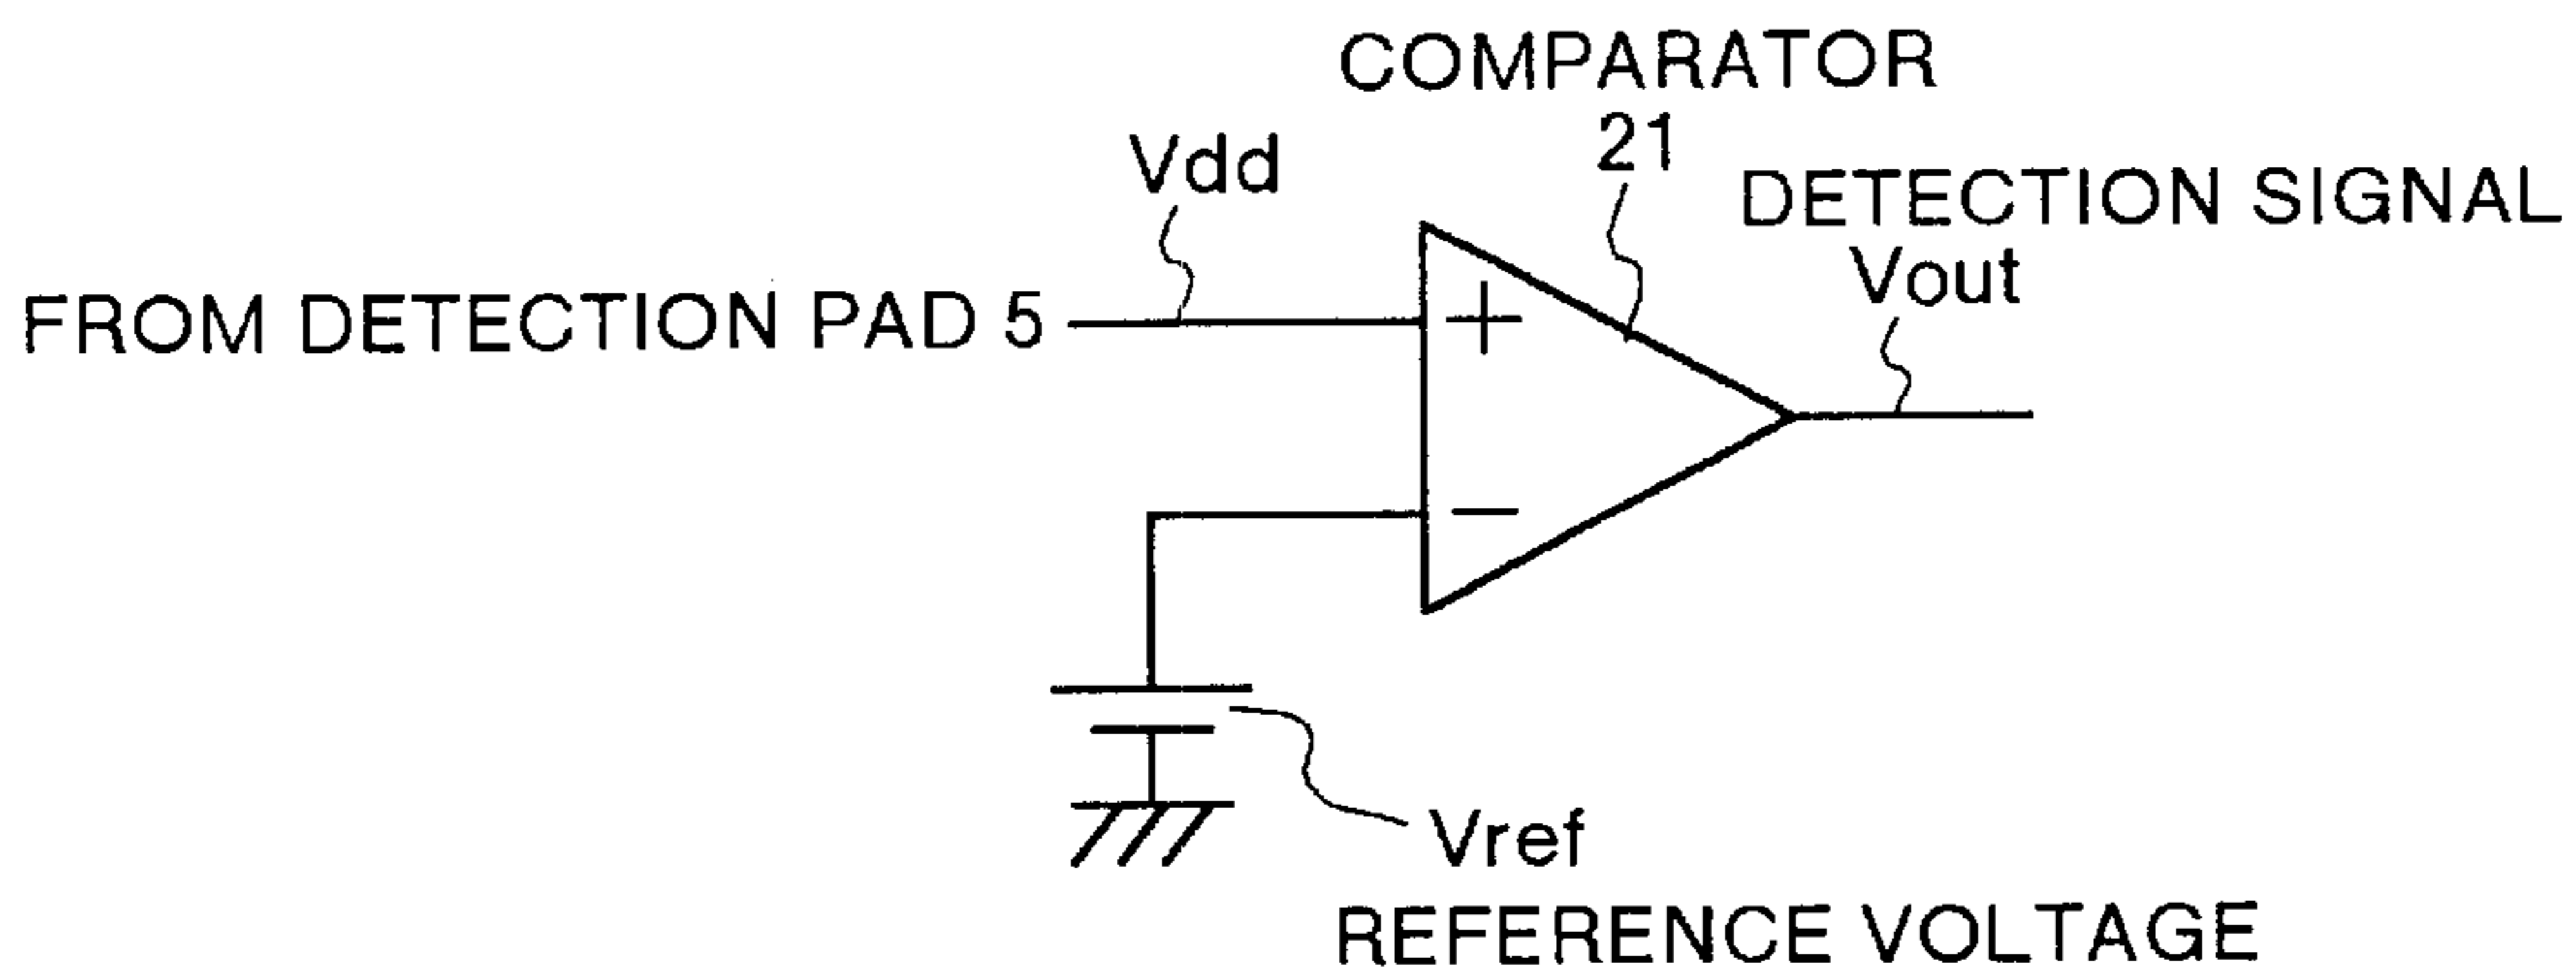 COMPARATOR
21
Vdd
DETECTION SIGNAL
Vout
FROM DETECTION PAD 5
+
−
Vref
REFERENCE VOLTAGE